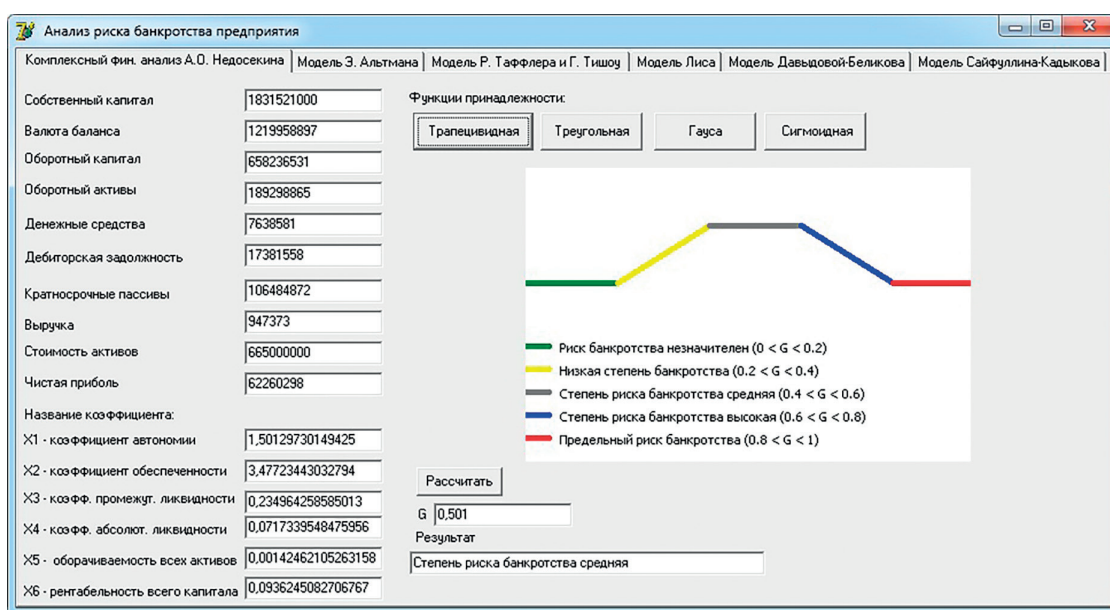 Анализ риска банкротства предприятия
Комплексный фин. анализ А.О. Недосекина
Модель Э. Альтмана
Модель Р. Таффлера и Г. Тишоу
Модель Лиса
Модель Давыдовой-Беликова
Модель Сайфуллина-Кадыкова
Собственный капитал 1831521000
Валюта баланса 1219958897
Оборотный капитал 658236531
Оборотный активы 189298865
Денежные средства 7638581
Дебиторская задолжность 17381558
Кратносрочные пассивы 106484872
Выручка 947373
Стоимость активов 665000000
Чистая приболь 62260298
Название коэффициента:
X1 - коэффициент автономии 1,50129730149425
X2 - коэффициент обеспеченности 3,47723443032794
X3 - коэфф. промежут. ликвидности 0,234964258585013
X4 - коэфф. абсолют. ликвидности 0,0717339548475956
X5 - оборачиваемость всех активов 0,00142462105263158
X6 - рентабельность всего капитала 0,0936245082706767
Функции принадлежности:
Трапецивидная
Треугольная
Гауса
Сигмоидная
Риск банкротства незначителен (0 < G < 0.2)
Низкая степень банкротства (0.2 < G < 0.4)
Степень риска банкротства средняя (0.4 < G < 0.6)
Степень риска банкротства высокая (0.6 < G < 0.8)
Предельный риск банкротства (0.8 < G < 1)
Рассчитать
G 0,501
Результат
Степень риска банкротства средняя